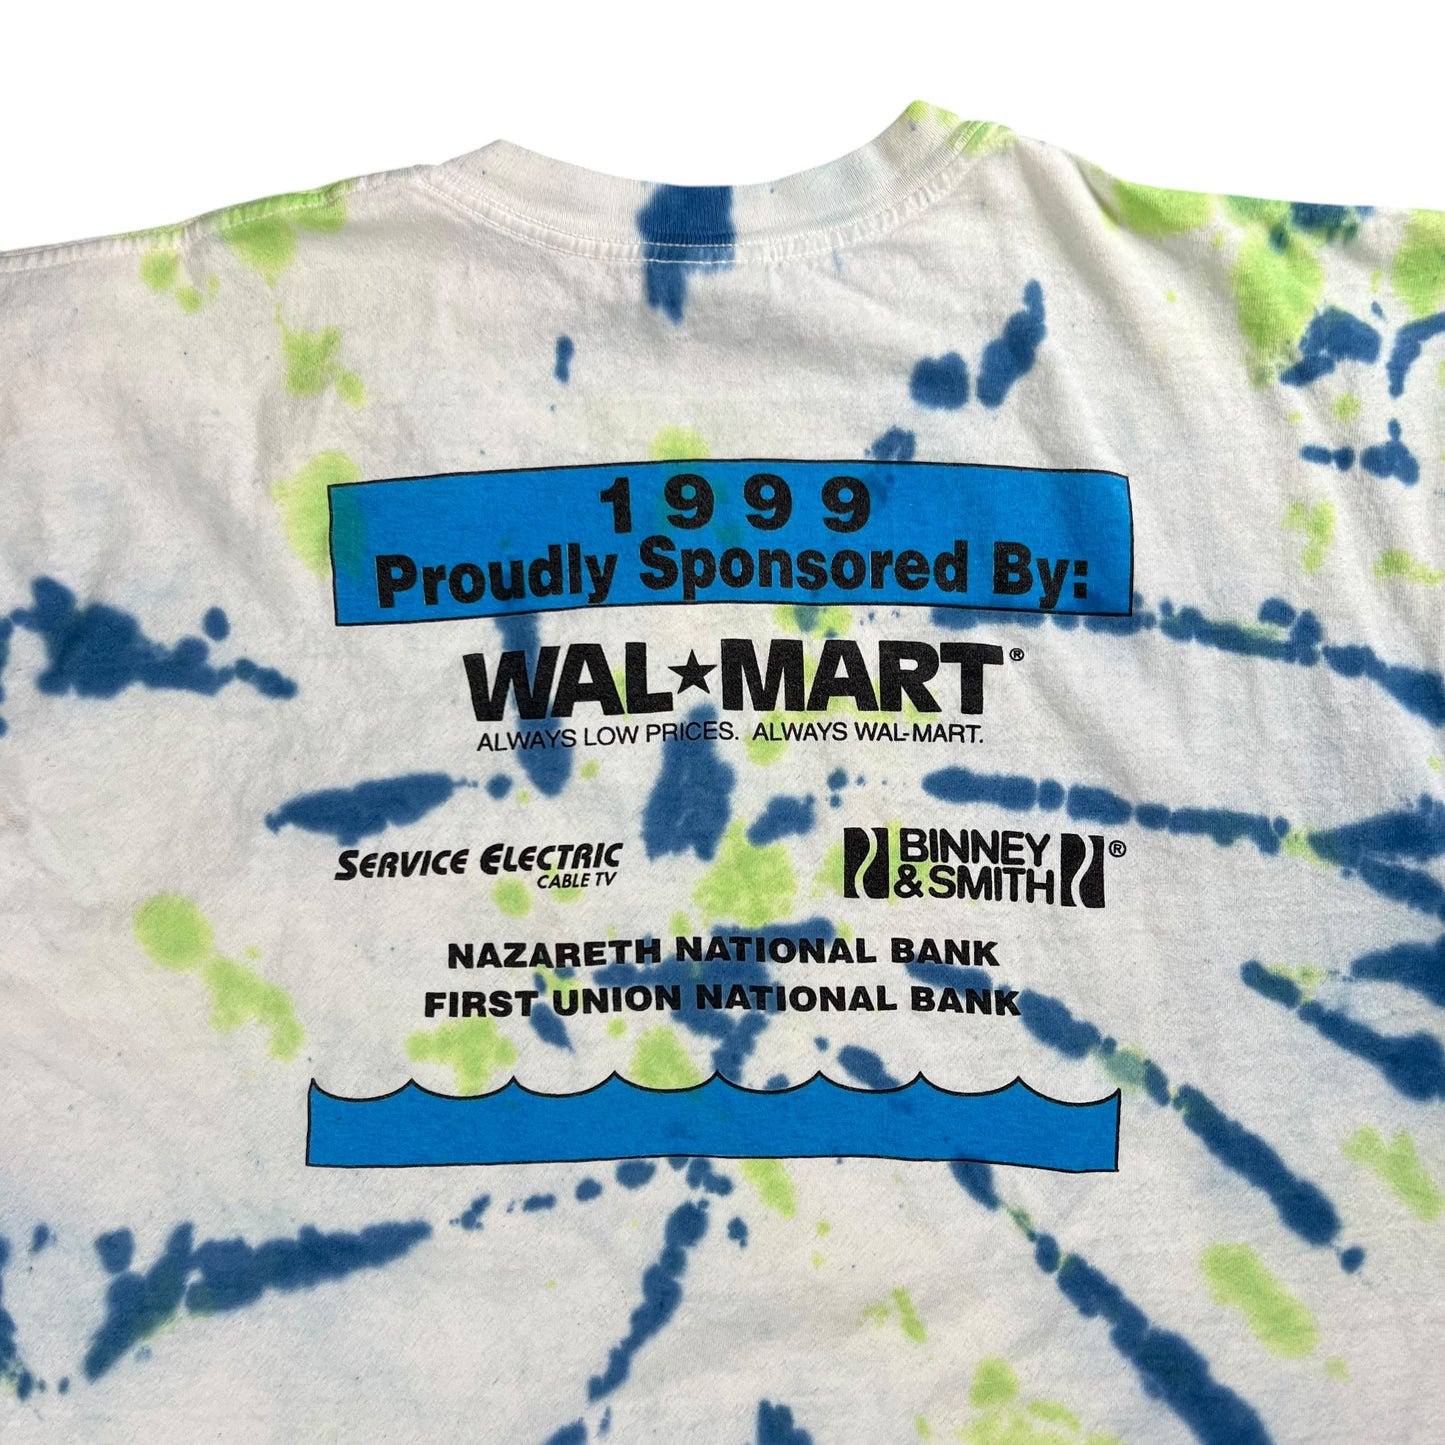 1999
Proudly Sponsored By:
WAL★MART®
ALWAYS LOW PRICES. ALWAYS WAL-MART.
SERVICE ELECTRIC
CABLE TV
BINNEY
& SMITH®
NAZARETH NATIONAL BANK
FIRST UNION NATIONAL BANK